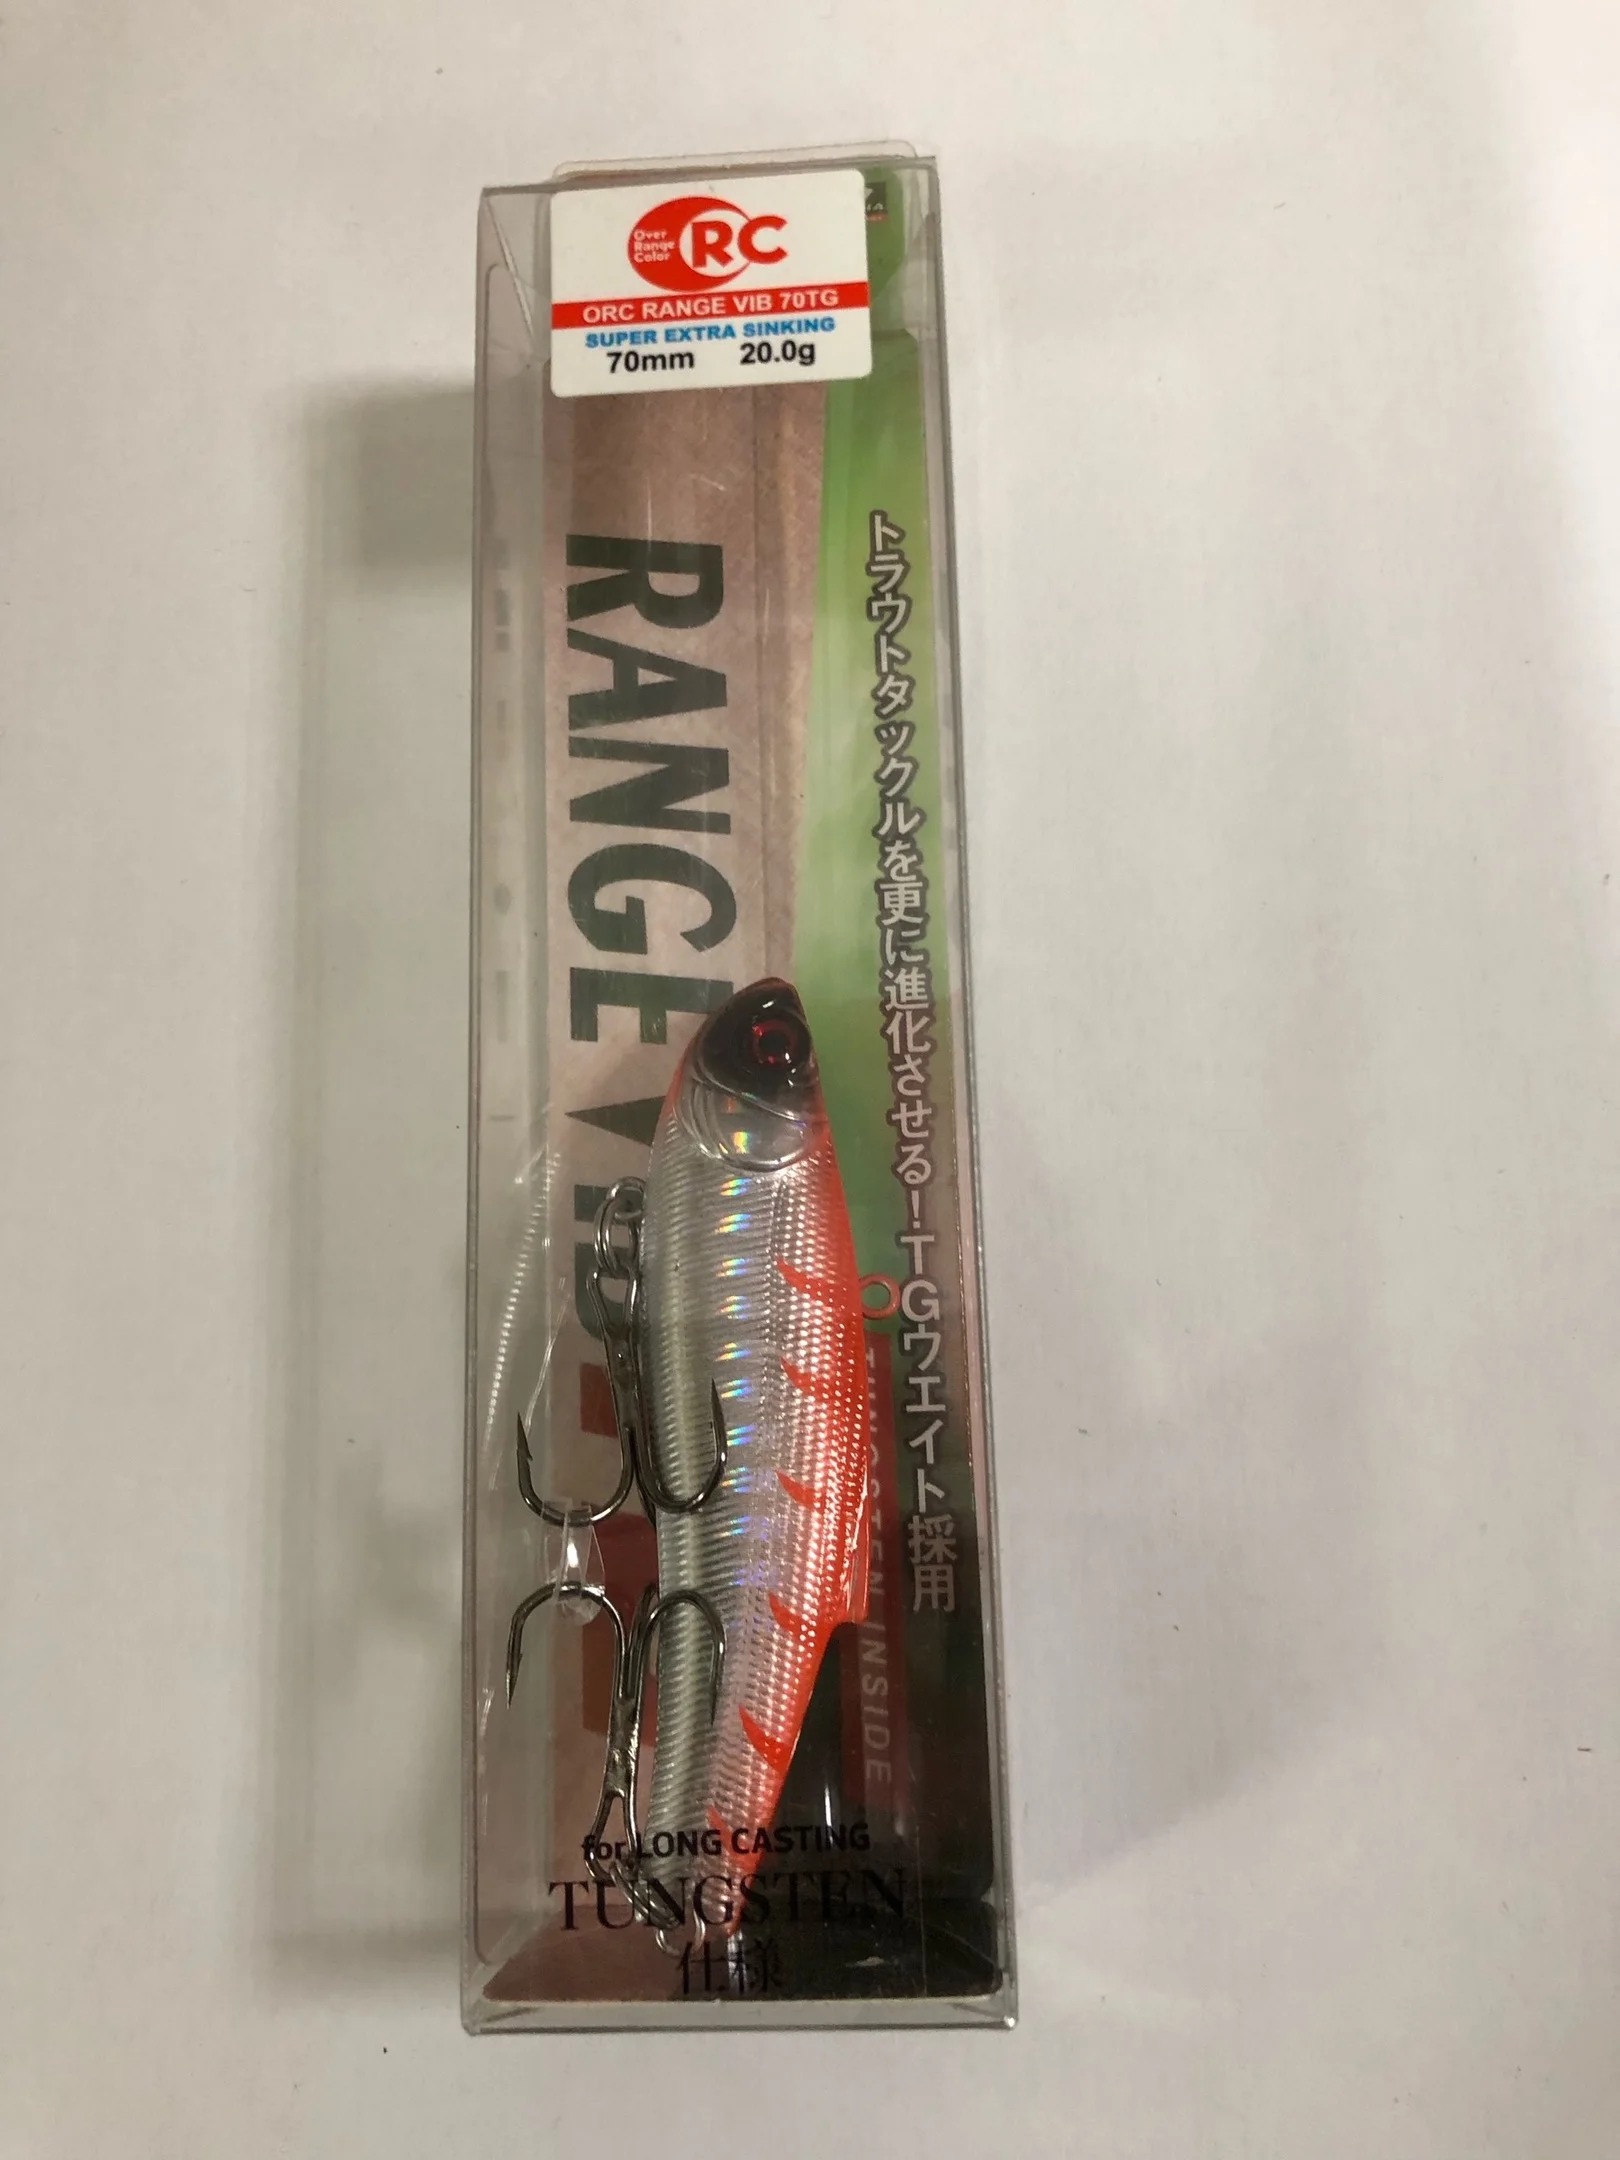 Over
Range
Color
RC
ORC RANGE VIB 70TG
SUPER EXTRA SINKING
70mm 20.0g
RANGE VIB
トラウトタックルを更に進化させる!TGウエイト採用
TUNGSTEN INSIDE
for LONG CASTING
TUNGSTEN
仕様